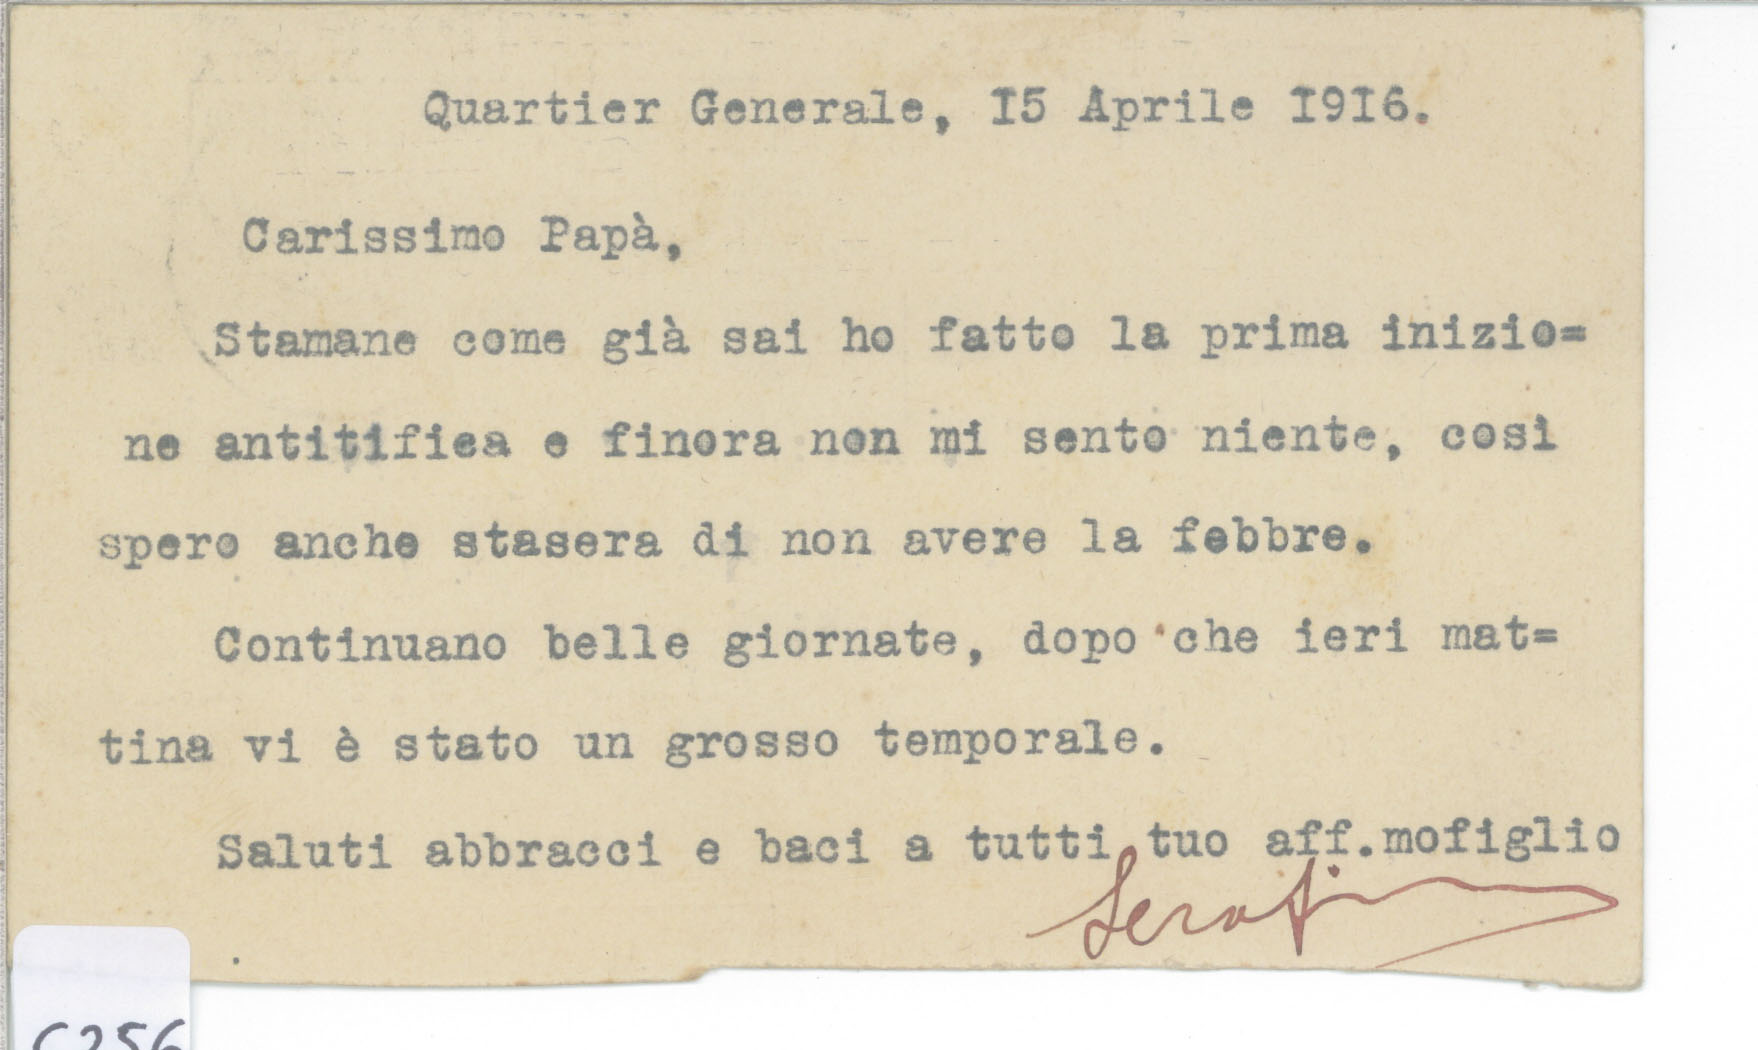 Quartier Generale, I5 Aprile I9I6.
Carissimo Papà,
Stamane come già sai ho fatto la prima inizio=
ne antitifica e finora non mi sento niente, così
spero anche stasera di non avere la febbre.
Continuano belle giornate, dopo che ieri mat=
tina vi è stato un grosso temporale.
Saluti abbracci e baci a tutti tuo aff.mofiglio
Serafino
C256